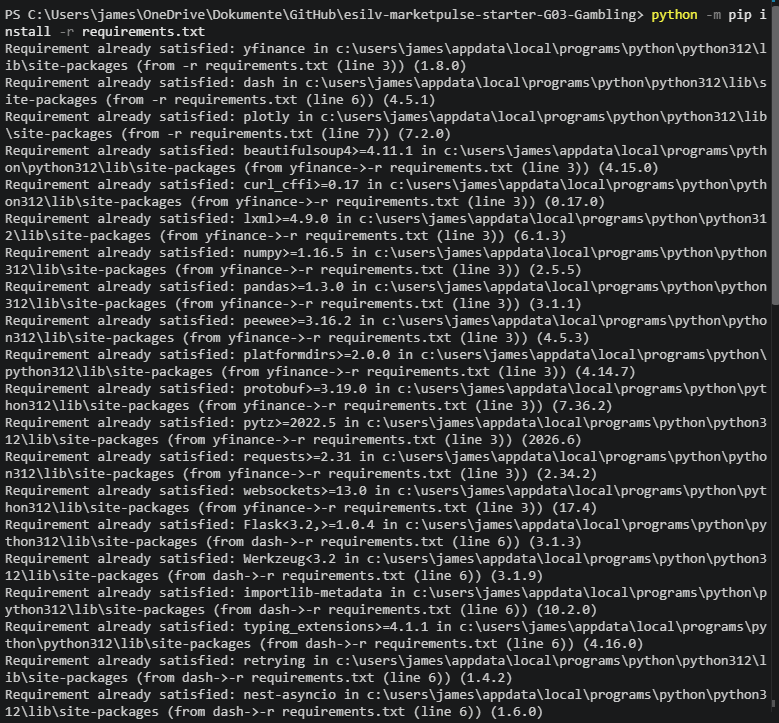 PS C:\Users\james\OneDrive\Dokumente\GitHub\esilv-marketpulse-starter-G03-Gambling> python -m pip i
nstall -r requirements.txt
Requirement already satisfied: yfinance in c:\users\james\appdata\local\programs\python\python312\l
ib\site-packages (from -r requirements.txt (line 3)) (1.8.0)
Requirement already satisfied: dash in c:\users\james\appdata\local\programs\python\python312\lib\s
ite-packages (from -r requirements.txt (line 6)) (4.5.1)
Requirement already satisfied: plotly in c:\users\james\appdata\local\programs\python\python312\lib
\site-packages (from -r requirements.txt (line 7)) (7.2.0)
Requirement already satisfied: beautifulsoup4>=4.11.1 in c:\users\james\appdata\local\programs\pyth
on\python312\lib\site-packages (from yfinance->-r requirements.txt (line 3)) (4.15.0)
Requirement already satisfied: curl_cffi>=0.17 in c:\users\james\appdata\local\programs\python\pyth
on312\lib\site-packages (from yfinance->-r requirements.txt (line 3)) (0.17.0)
Requirement already satisfied: lxml>=4.9.0 in c:\users\james\appdata\local\programs\python\python31
2\lib\site-packages (from yfinance->-r requirements.txt (line 3)) (6.1.3)
Requirement already satisfied: numpy>=1.16.5 in c:\users\james\appdata\local\programs\python\python
312\lib\site-packages (from yfinance->-r requirements.txt (line 3)) (2.5.5)
Requirement already satisfied: pandas>=1.3.0 in c:\users\james\appdata\local\programs\python\python
312\lib\site-packages (from yfinance->-r requirements.txt (line 3)) (3.1.1)
Requirement already satisfied: peewee>=3.16.2 in c:\users\james\appdata\local\programs\python\pytho
n312\lib\site-packages (from yfinance->-r requirements.txt (line 3)) (4.5.3)
Requirement already satisfied: platformdirs>=2.0.0 in c:\users\james\appdata\local\programs\python\
python312\lib\site-packages (from yfinance->-r requirements.txt (line 3)) (4.14.7)
Requirement already satisfied: protobuf>=3.19.0 in c:\users\james\appdata\local\programs\python\pyt
hon312\lib\site-packages (from yfinance->-r requirements.txt (line 3)) (7.36.2)
Requirement already satisfied: pytz>=2022.5 in c:\users\james\appdata\local\programs\python\python3
12\lib\site-packages (from yfinance->-r requirements.txt (line 3)) (2026.6)
Requirement already satisfied: requests>=2.31 in c:\users\james\appdata\local\programs\python\pytho
n312\lib\site-packages (from yfinance->-r requirements.txt (line 3)) (2.34.2)
Requirement already satisfied: websockets>=13.0 in c:\users\james\appdata\local\programs\python\pyt
hon312\lib\site-packages (from yfinance->-r requirements.txt (line 3)) (17.4)
Requirement already satisfied: Flask<3.2,>=1.0.4 in c:\users\james\appdata\local\programs\python\py
thon312\lib\site-packages (from dash->-r requirements.txt (line 6)) (3.1.3)
Requirement already satisfied: Werkzeug<3.2 in c:\users\james\appdata\local\programs\python\python3
12\lib\site-packages (from dash->-r requirements.txt (line 6)) (3.1.9)
Requirement already satisfied: importlib-metadata in c:\users\james\appdata\local\programs\python\p
ython312\lib\site-packages (from dash->-r requirements.txt (line 6)) (10.2.0)
Requirement already satisfied: typing_extensions>=4.1.1 in c:\users\james\appdata\local\programs\py
thon\python312\lib\site-packages (from dash->-r requirements.txt (line 6)) (4.16.0)
Requirement already satisfied: retrying in c:\users\james\appdata\local\programs\python\python312\l
ib\site-packages (from dash->-r requirements.txt (line 6)) (1.4.2)
Requirement already satisfied: nest-asyncio in c:\users\james\appdata\local\programs\python\python3
12\lib\site-packages (from dash->-r requirements.txt (line 6)) (1.6.0)